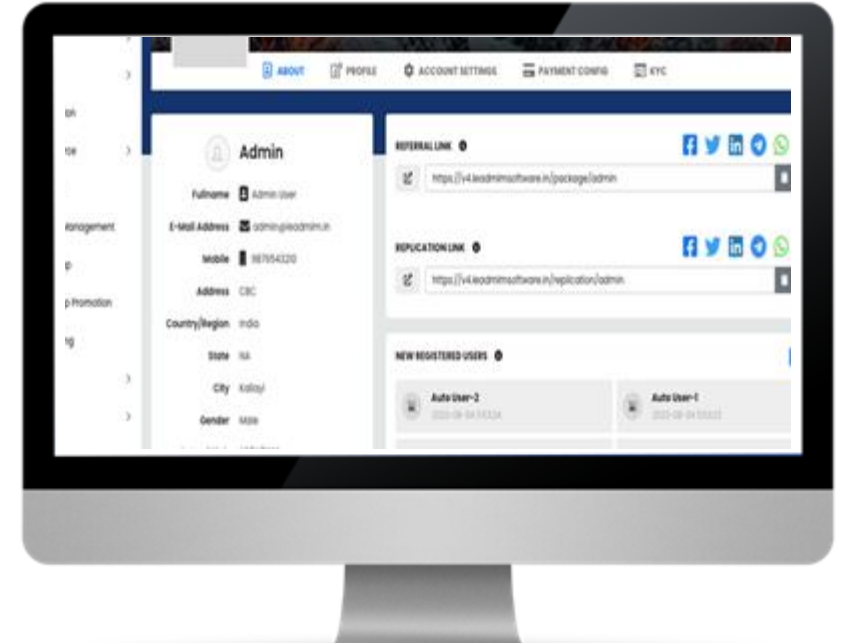 ABOUT
PROFILE
ACCOUNT SETTINGS
PAYMENT CONFIG
KYC
Management
p Promotion
Admin
Fullname Admin User
E-Mail Address
Mobile
Address CBC
Country/Region India
State NA
City Kallayi
Gender Male
REFERRAL LINK
https://v4.leadmlmsoftware.in/package/admin
REPLICATION LINK
https://v4.leadmlmsoftware.in/replication/admin
NEW REGISTERED USERS
Auto User-2
Auto User-1